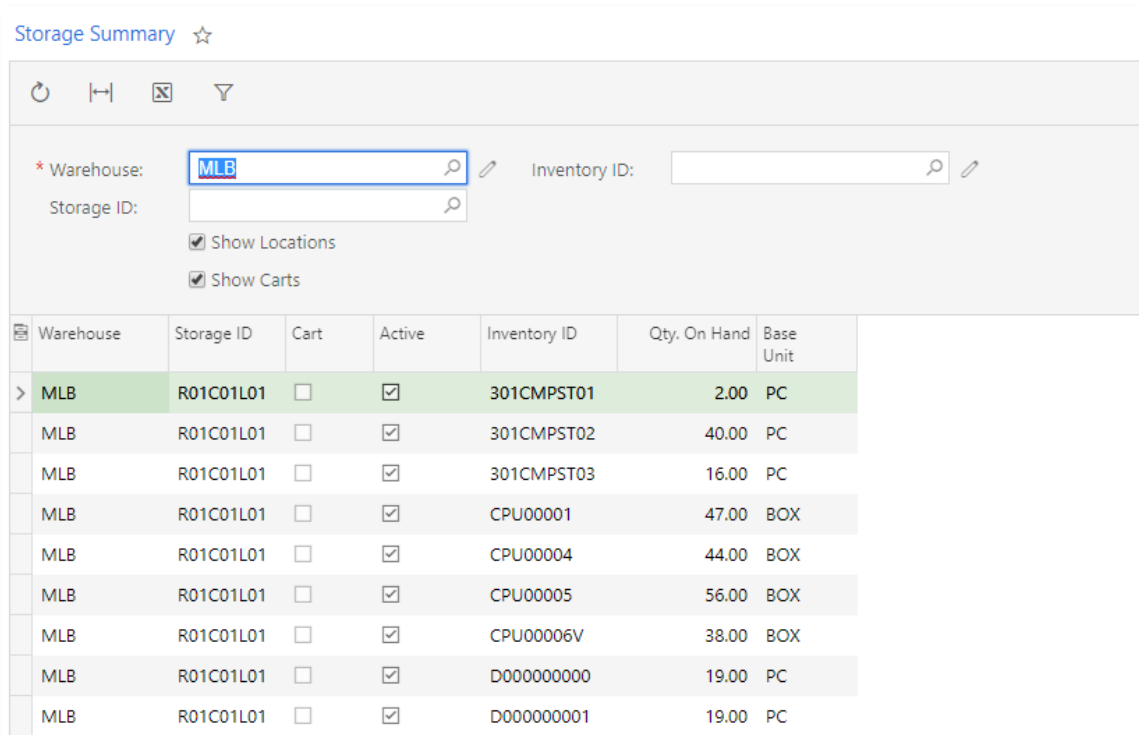 Storage Summary
* Warehouse: MLB Inventory ID:
Storage ID:
Show Locations
Show Carts
Warehouse Storage ID Cart Active Inventory ID Qty. On Hand Base Unit
MLB R01C01L01 301CMPST01 2.00 PC
MLB R01C01L01 301CMPST02 40.00 PC
MLB R01C01L01 301CMPST03 16.00 PC
MLB R01C01L01 CPU00001 47.00 BOX
MLB R01C01L01 CPU00004 44.00 BOX
MLB R01C01L01 CPU00005 56.00 BOX
MLB R01C01L01 CPU00006V 38.00 BOX
MLB R01C01L01 D000000000 19.00 PC
MLB R01C01L01 D000000001 19.00 PC